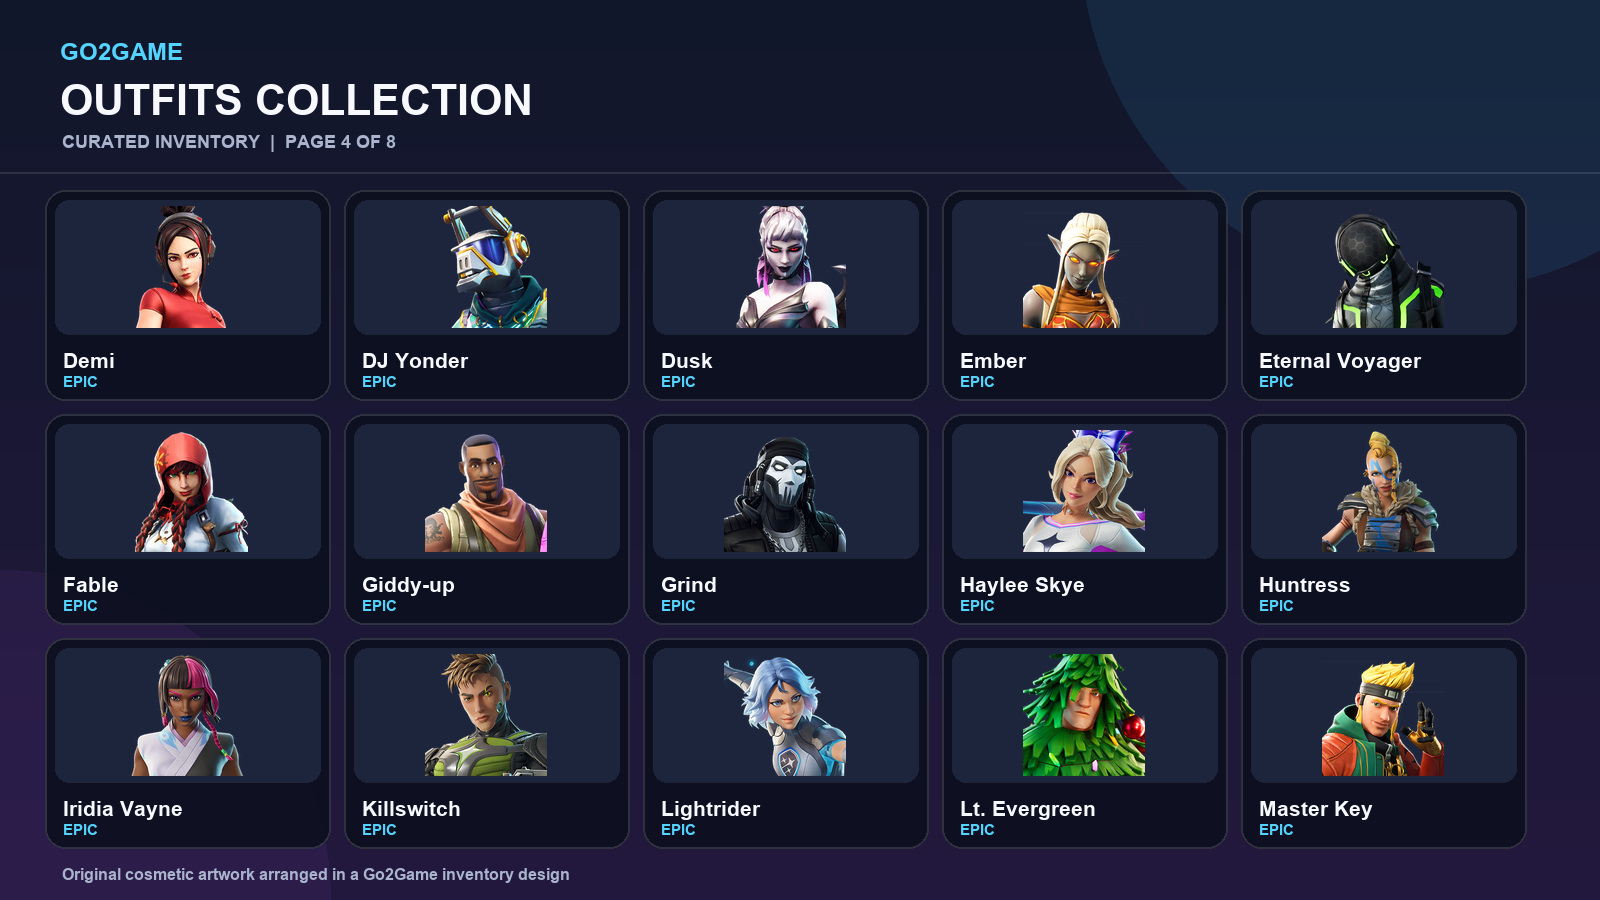 GO2GAME
OUTFITS COLLECTION
CURATED INVENTORY | PAGE 4 OF 8
Demi
EPIC
DJ Yonder
EPIC
Dusk
EPIC
Ember
EPIC
Eternal Voyager
EPIC
Fable
EPIC
Giddy-up
EPIC
Grind
EPIC
Haylee Skye
EPIC
Huntress
EPIC
Iridia Vayne
EPIC
Killswitch
EPIC
Lightrider
EPIC
Lt. Evergreen
EPIC
Master Key
EPIC
Original cosmetic artwork arranged in a Go2Game inventory design